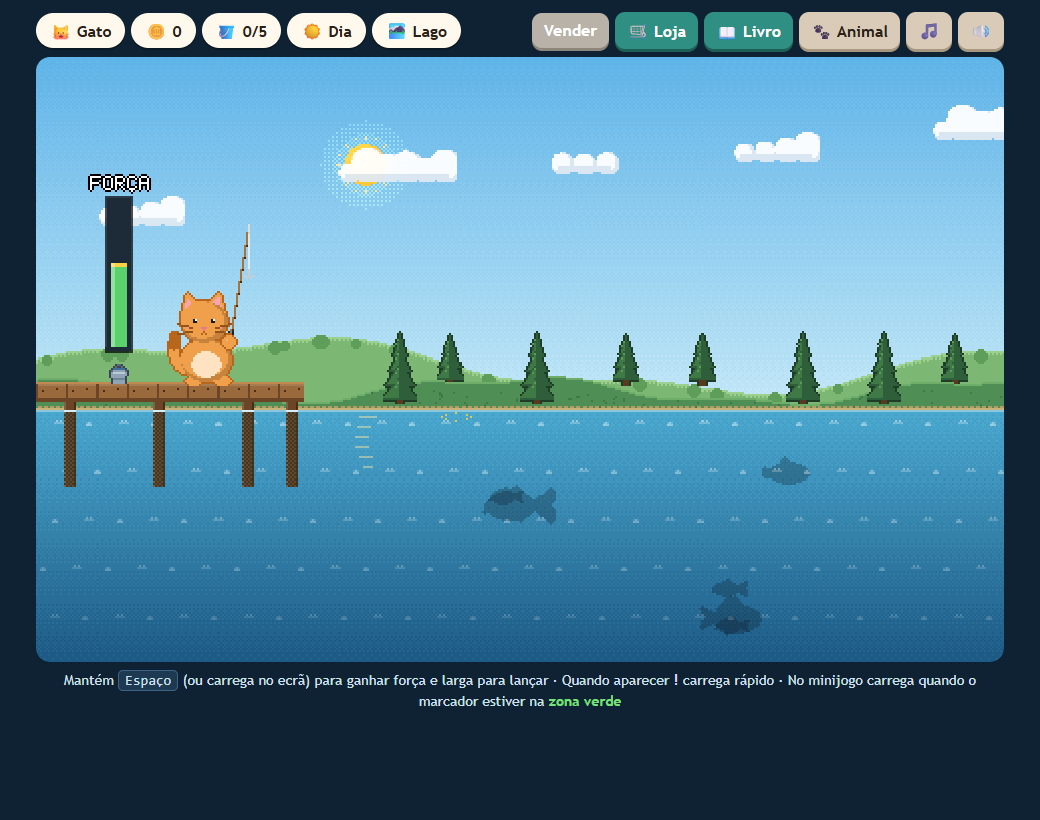 Gato
0
0/5
Dia
Lago
Vender
Loja
Livro
Animal
FORÇA
Mantém Espaço (ou carrega no ecrã) para ganhar força e larga para lançar · Quando aparecer ! carrega rápido · No minijogo carrega quando o
marcador estiver na zona verde